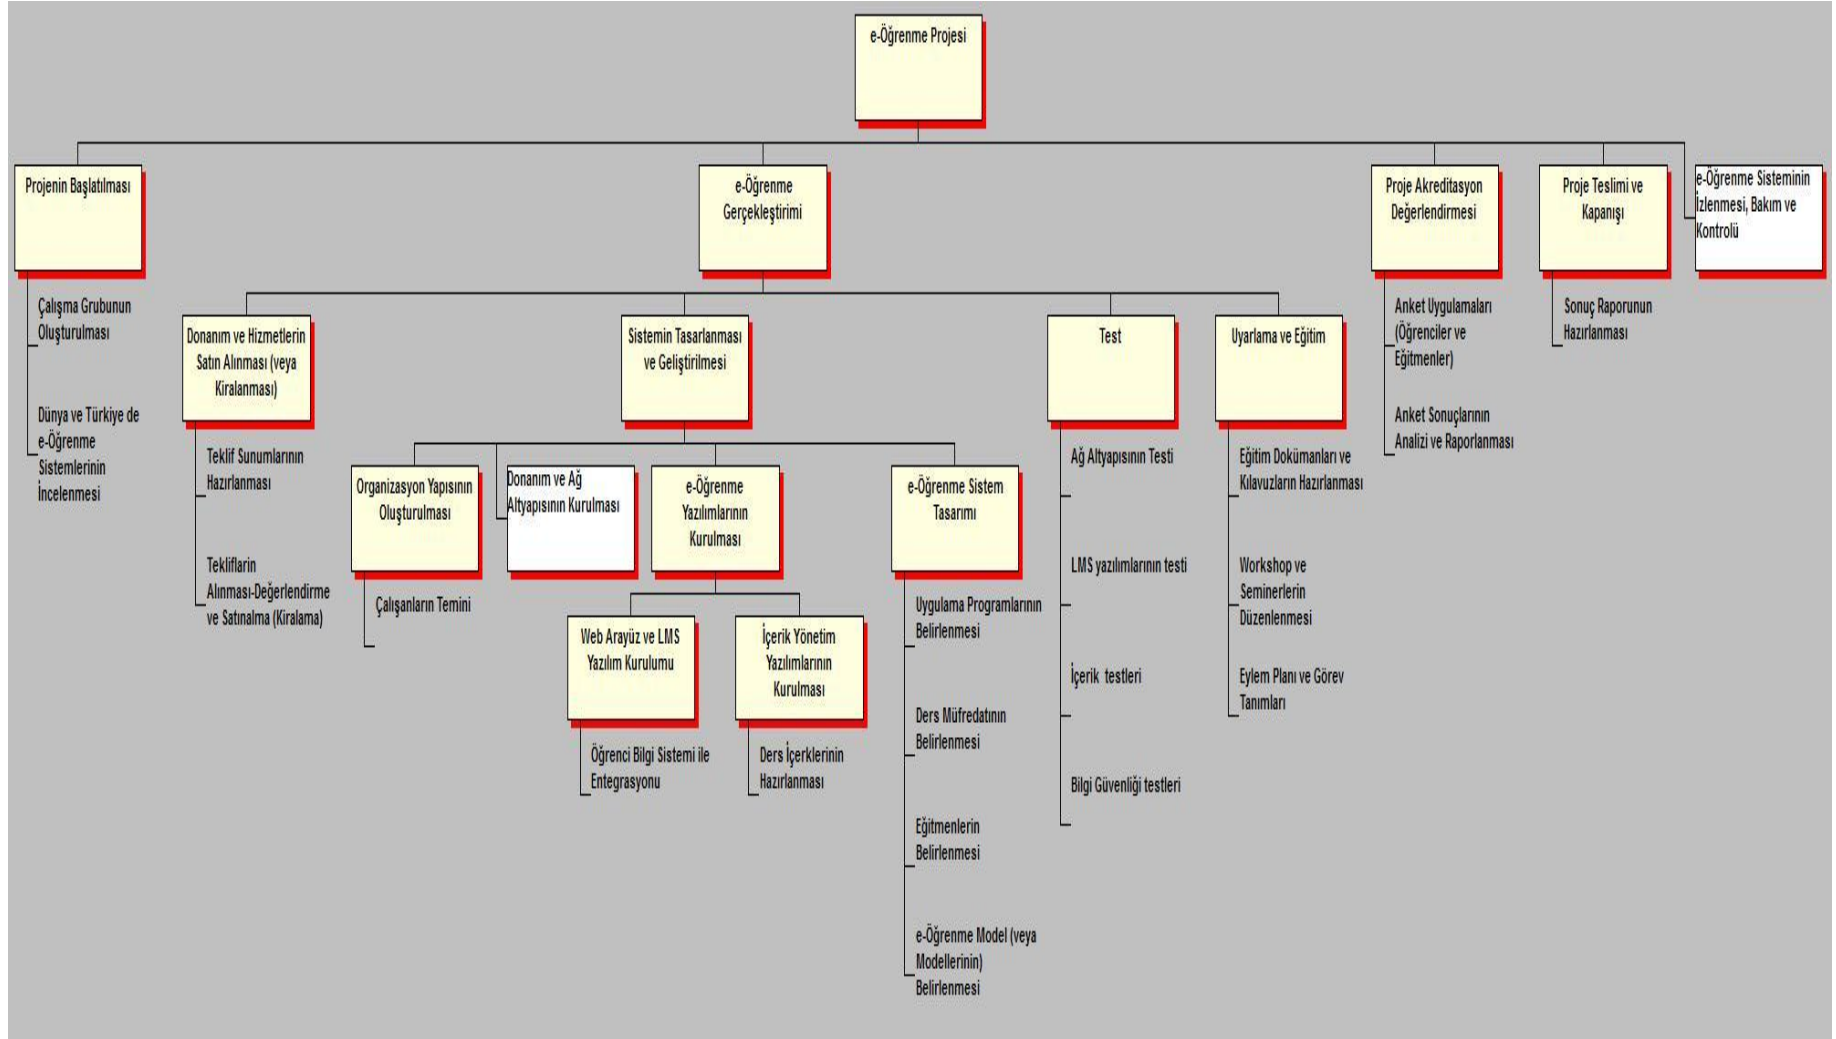 e-Öğrenme Projesi
Projenin Başlatılması
e-Öğrenme
Gerçekleştirimi
Proje Akreditasyon
Değerlendirmesi
Proje Teslimi ve
Kapanışı
e-Öğrenme Sisteminin
İzlenmesi, Bakım ve
Kontrolü
Çalışma Grubunun
Oluşturulması
Dünya ve Türkiye de
e-Öğrenme
Sistemlerinin
İncelenmesi
Donanım ve Hizmetlerin
Satın Alınması (veya
Kiralanması)
Sistemin Tasarlanması
ve Geliştirilmesi
Test
Uyarlama ve Eğitim
Anket Uygulamaları
(Öğrenciler ve
Eğitmenler)
Anket Sonuçlarının
Analizi ve Raporlanması
Sonuç Raporunun
Hazırlanması
Teklif Sunumlarının
Hazırlanması
Tekliflarin
Alınması-Değerlendirme
ve Satınalma (Kiralama)
Organizasyon Yapısının
Oluşturulması
Donanım ve Ağ
Altyapısının Kurulması
e-Öğrenme
Yazılımlarının
Kurulması
e-Öğrenme Sistem
Tasarımı
Çalışanların Temini
Web Arayüz ve LMS
Yazılım Kurulumu
İçerik Yönetim
Yazılımlarının
Kurulması
Öğrenci Bilgi Sistemi ile
Entegrasyonu
Ders İçerklerinin
Hazırlanması
Uygulama Programlarının
Belirlenmesi
Ders Müfredatının
Belirlenmesi
Eğitmenlerin
Belirlenmesi
e-Öğrenme Model (veya
Modellerinin)
Belirlenmesi
Ağ Altyapısının Testi
LMS yazılımlarının testi
İçerik testleri
Bilgi Güvenliği testleri
Eğitim Dokümanları ve
Kılavuzların Hazırlanması
Workshop ve
Seminerlerin
Düzenlenmesi
Eylem Planı ve Görev
Tanımları